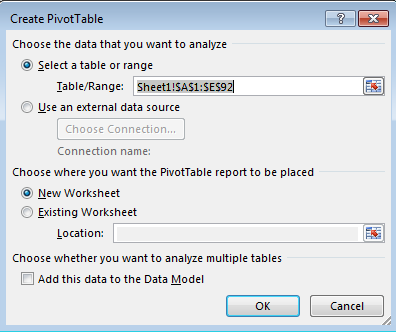 Create PivotTable
Choose the data that you want to analyze
Select a table or range
Table/Range: Sheet1!$A$1:$E$92
Use an external data source
Choose Connection...
Connection name:
Choose where you want the PivotTable report to be placed
New Worksheet
Existing Worksheet
Location:
Choose whether you want to analyze multiple tables
Add this data to the Data Model
OK Cancel